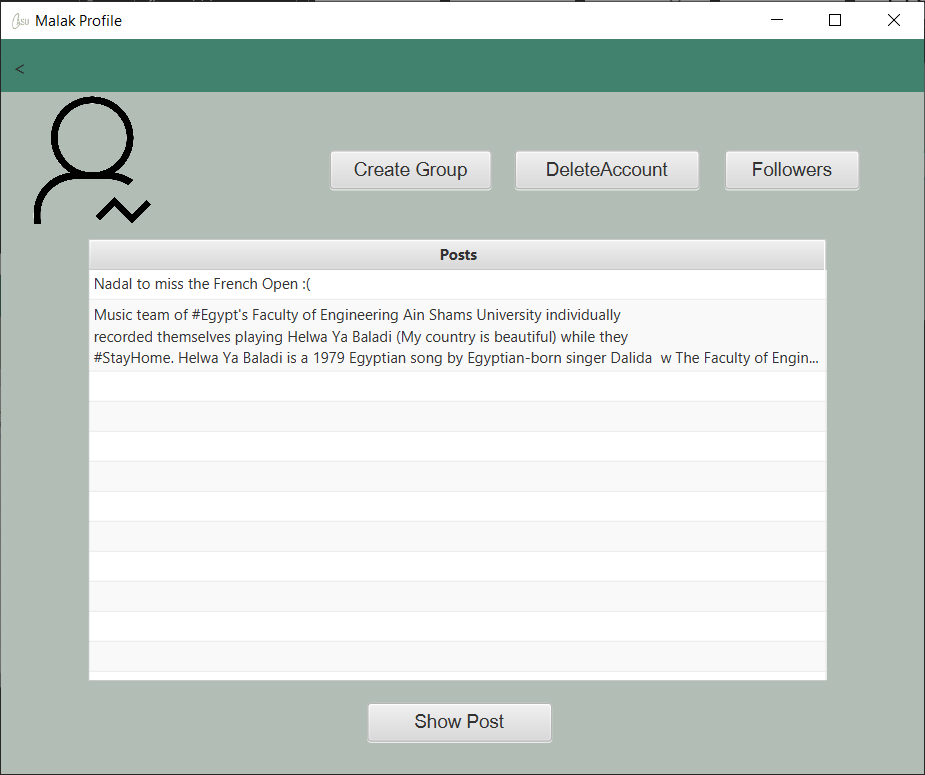 Malak Profile
<
Create Group
DeleteAccount
Followers
Posts
Nadal to miss the French Open :(
Music team of #Egypt's Faculty of Engineering Ain Shams University individually
recorded themselves playing Helwa Ya Baladi (My country is beautiful) while they
#StayHome. Helwa Ya Baladi is a 1979 Egyptian song by Egyptian-born singer Dalida  w The Faculty of Engin...
Show Post